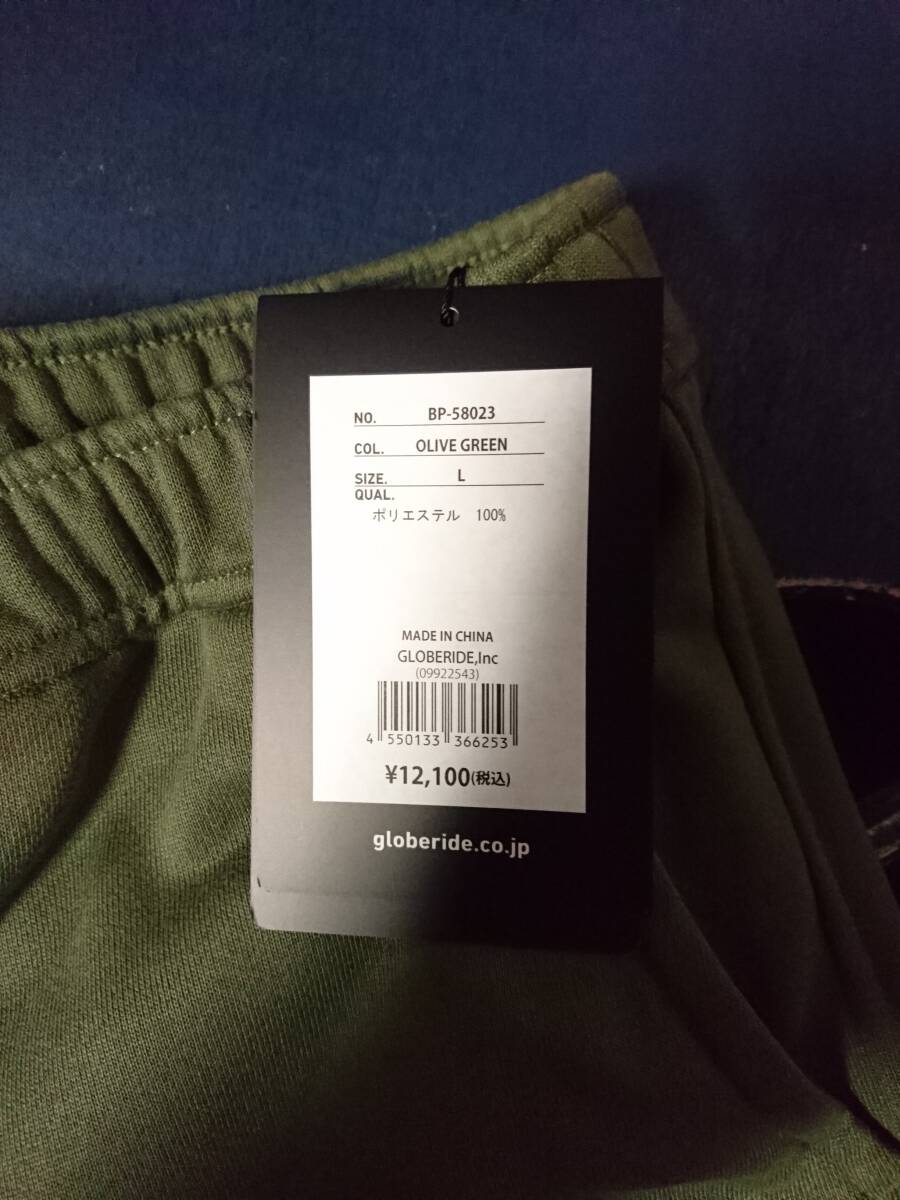 NO. BP-58023
COL. OLIVE GREEN
SIZE. L
QUAL.
ポリエステル 100%
MADE IN CHINA
GLOBERIDE,Inc
(09922543)
4 550133 366253
¥12,100(税込)
globeride.co.jp